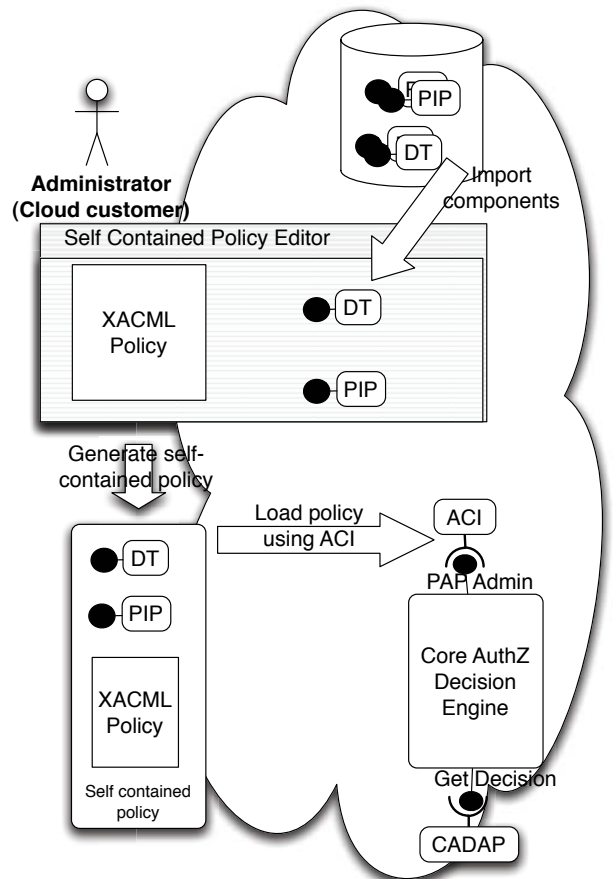 PIP
DT
Administrator
(Cloud customer)
Import
components
Self Contained Policy Editor
XACML
Policy
DT
PIP
Generate self-
contained policy
Load policy
using ACI
ACI
PAP Admin
DT
PIP
XACML
Policy
Self contained
policy
Core AuthZ
Decision
Engine
Get Decision
CADAP